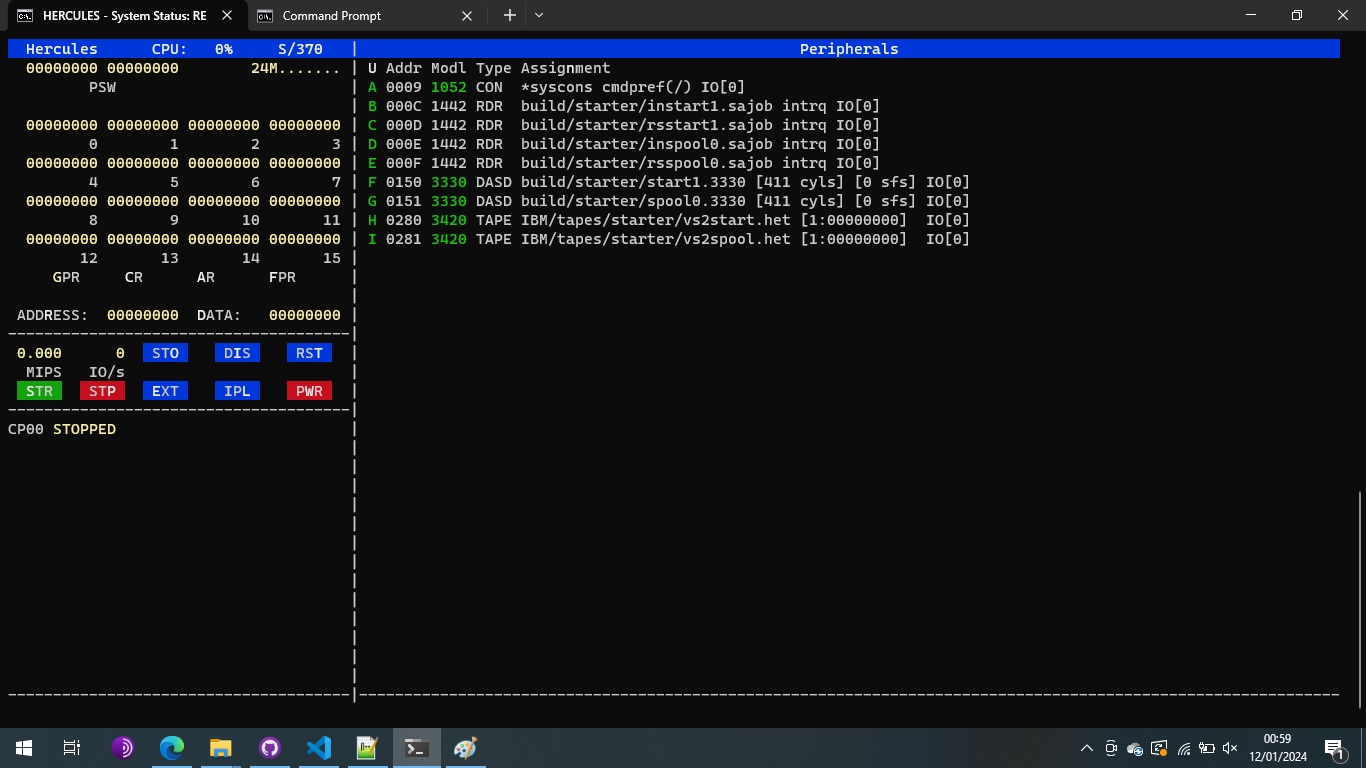 HERCULES - System Status: RE
Command Prompt
Hercules CPU: 0% S/370 | Peripherals
00000000 00000000 24M....... | U Addr Modl Type Assignment
PSW | A 0009 1052 CON *syscons cmdpref(/) IO[0]
| B 000C 1442 RDR build/starter/instart1.sajob intrq IO[0]
00000000 00000000 00000000 00000000 | C 000D 1442 RDR build/starter/rsstart1.sajob intrq IO[0]
0 1 2 3 | D 000E 1442 RDR build/starter/inspool0.sajob intrq IO[0]
00000000 00000000 00000000 00000000 | E 000F 1442 RDR build/starter/rsspool0.sajob intrq IO[0]
4 5 6 7 | F 0150 3330 DASD build/starter/start1.3330 [411 cyls] [0 sfs] IO[0]
00000000 00000000 00000000 00000000 | G 0151 3330 DASD build/starter/spool0.3330 [411 cyls] [0 sfs] IO[0]
8 9 10 11 | H 0280 3420 TAPE IBM/tapes/starter/vs2start.het [1:00000000] IO[0]
00000000 00000000 00000000 00000000 | I 0281 3420 TAPE IBM/tapes/starter/vs2spool.het [1:00000000] IO[0]
12 13 14 15 |
GPR CR AR FPR |
ADDRESS: 00000000 DATA: 00000000 |
0.000 0 STO DIS RST |
MIPS IO/s |
STR STP EXT IPL PWR |
CP00 STOPPED |
00:59
12/01/2024
1